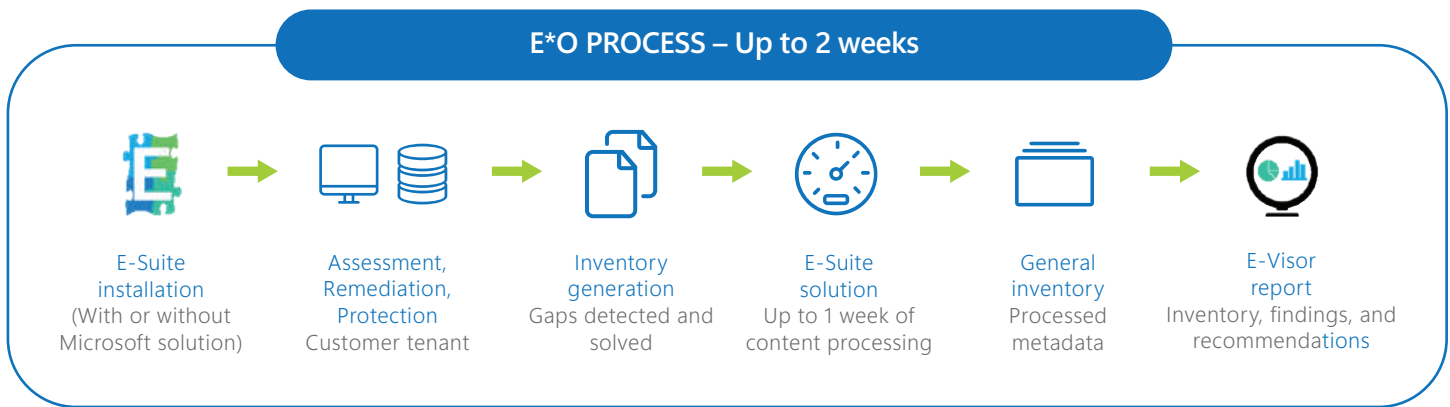 E*O PROCESS – Up to 2 weeks
E
E-Suite
installation
(With or without
Microsoft solution)
Assessment,
Remediation,
Protection
Customer tenant
Inventory
generation
Gaps detected and
solved
E-Suite
solution
Up to 1 week of
content processing
General
inventory
Processed
metadata
E-Visor
report
Inventory, findings, and
recommendations